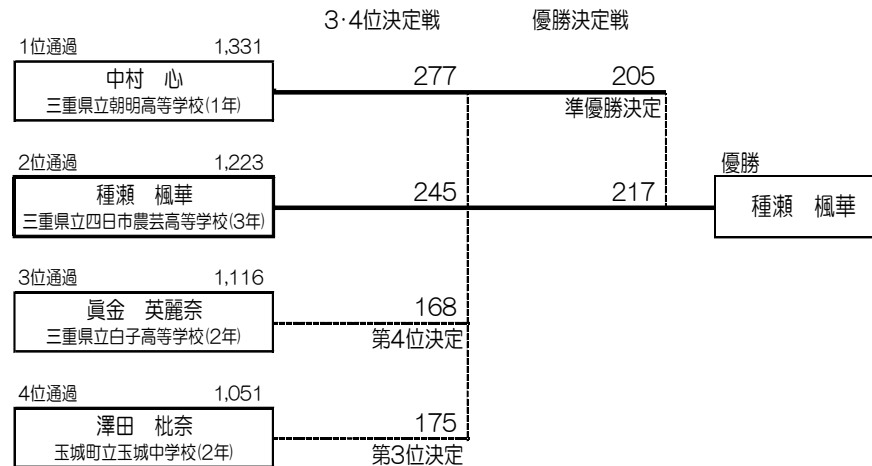 3・4位決定戦 優勝決定戦
1位通過 1,331
中村 心
三重県立朝明高等学校(1年)
277 205
準優勝決定
2位通過 1,223
種瀬 楓華
三重県立四日市農芸高等学校(3年)
245 217
優勝
種瀬 楓華
3位通過 1,116
眞金 英麗奈
三重県立白子高等学校(2年)
168
第4位決定
4位通過 1,051
澤田 枇奈
玉城町立玉城中学校(2年)
175
第3位決定